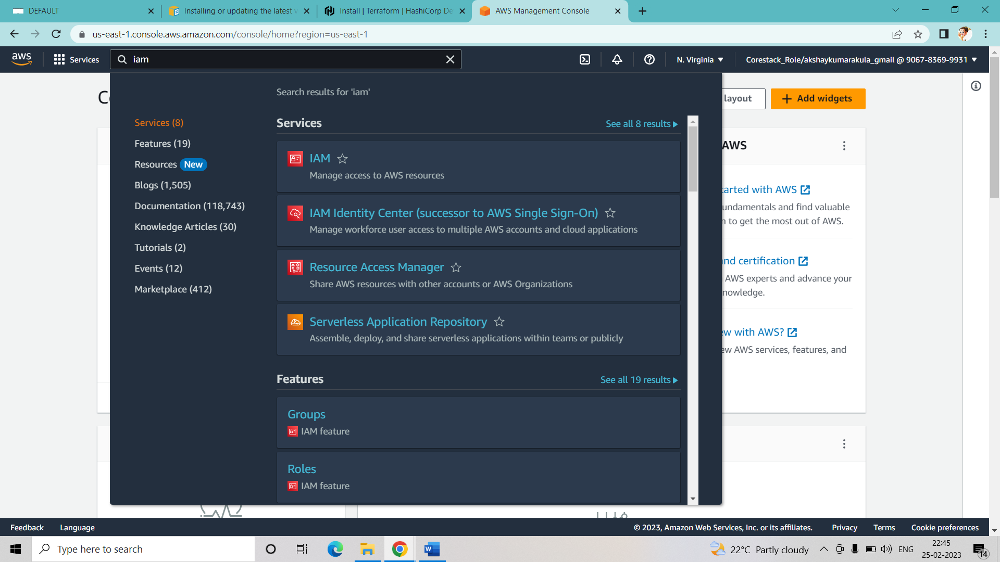 DEFAULT
Installing or updating the latest v
Install | Terraform | HashiCorp De
AWS Management Console
us-east-1.console.aws.amazon.com/console/home?region=us-east-1
aws
Services
iam
N. Virginia
Corestack_Role/akshaykumarakula_gmail @ 9067-8369-9931
C
layout
Add widgets
Search results for 'iam'
Services (8)
Features (19)
Resources New
Blogs (1,505)
Documentation (118,743)
Knowledge Articles (30)
Tutorials (2)
Events (12)
Marketplace (412)
Services
See all 8 results
IAM
Manage access to AWS resources
IAM Identity Center (successor to AWS Single Sign-On)
Manage workforce user access to multiple AWS accounts and cloud applications
Resource Access Manager
Share AWS resources with other accounts or AWS Organizations
Serverless Application Repository
Assemble, deploy, and share serverless applications within teams or publicly
Features
See all 19 results
Groups
IAM feature
Roles
IAM feature
AWS
tarted with AWS
undamentals and find valuable
n to get the most out of AWS.
nd certification
AWS experts and advance your
nowledge.
ew with AWS?
ew AWS services, features, and
Feedback
Language
© 2023, Amazon Web Services, Inc. or its affiliates.
Privacy
Terms
Cookie preferences
Type here to search
22°C Partly cloudy
ENG
22:45
25-02-2023
14